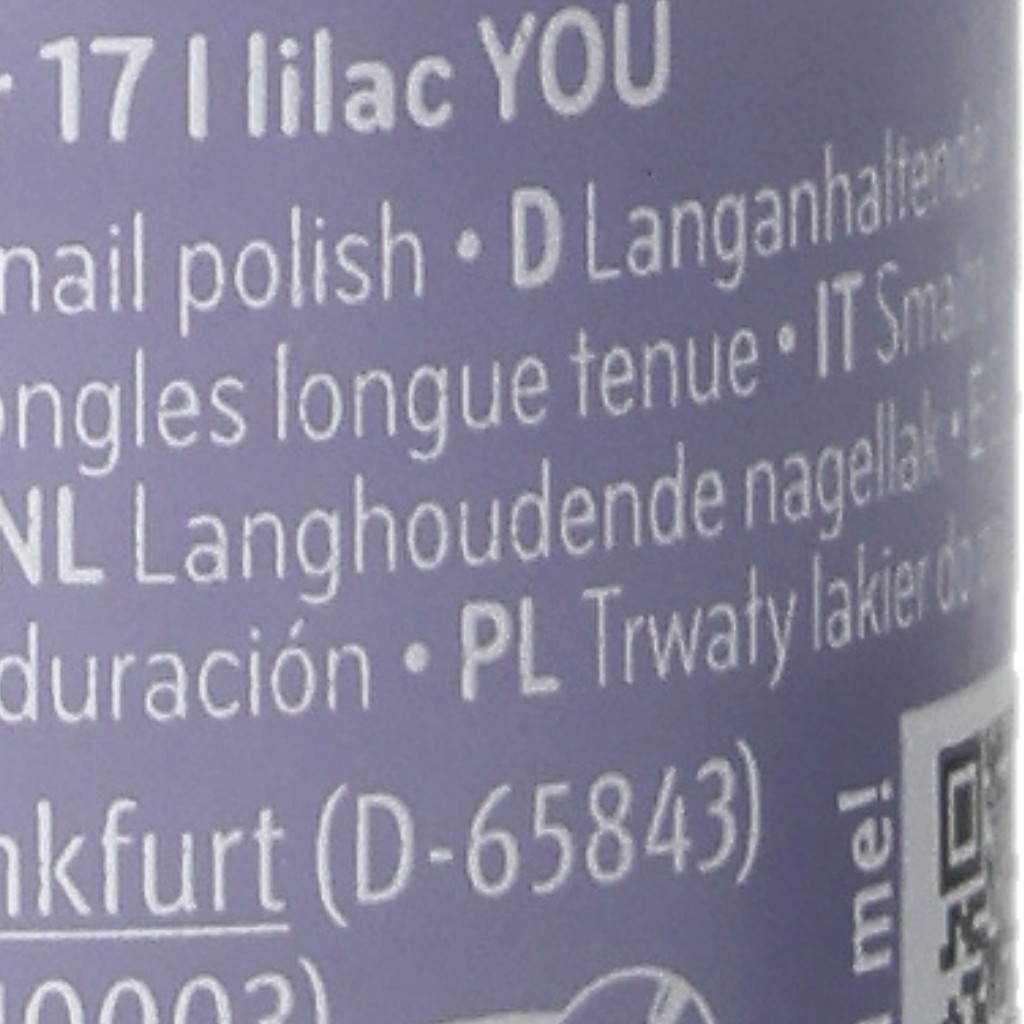 17 I lilac YOU
nail polish • D Langanhaltender
ongles longue tenue • IT
NL Langhoudende nagellak •
duración • PL Trwały lakier do
nkfurt (D-65843)
me!